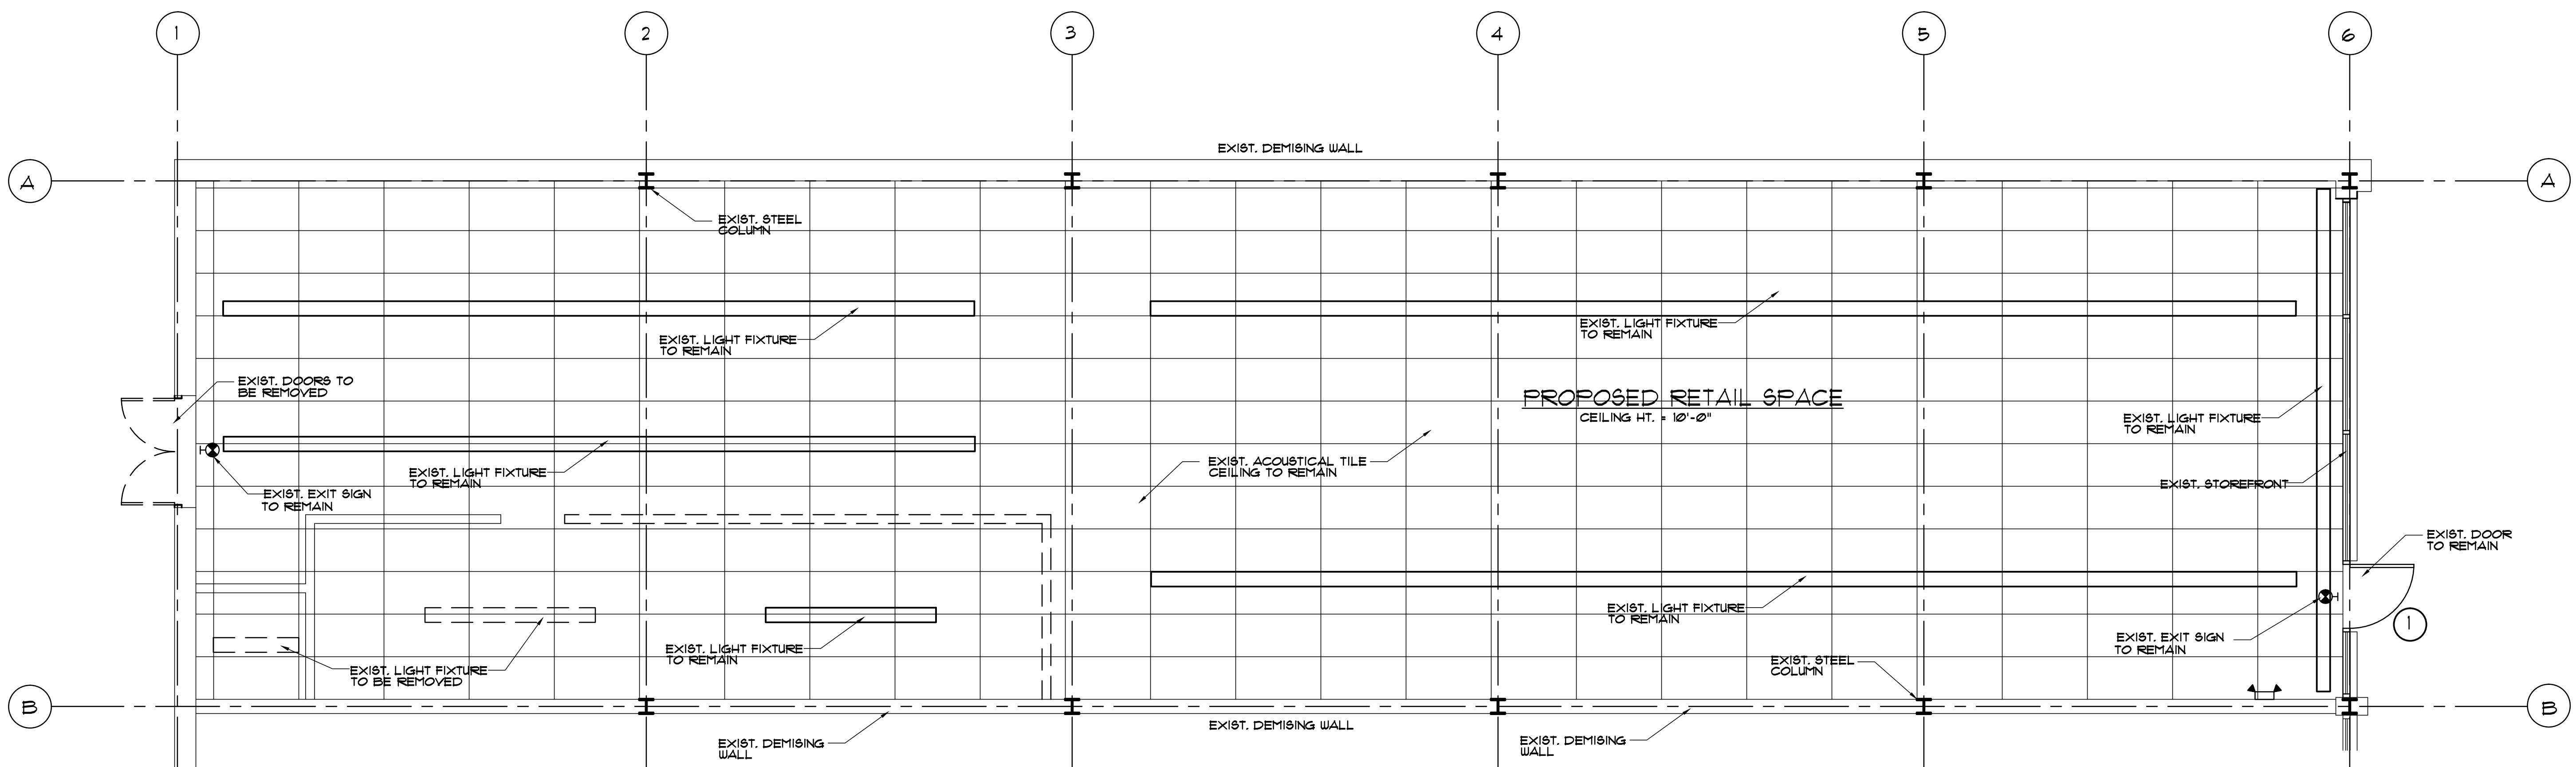 1
2
3
4
5
6
EXIST. DEMISING WALL
A
A
EXIST. STEEL
COLUMN
EXIST. LIGHT FIXTURE
TO REMAIN
EXIST. LIGHT FIXTURE
TO REMAIN
EXIST. DOORS TO
BE REMOVED
PROPOSED RETAIL SPACE
CEILING HT. = 10'-0"
EXIST. LIGHT FIXTURE
TO REMAIN
EXIST. LIGHT FIXTURE
TO REMAIN
EXIST. ACOUSTICAL TILE
CEILING TO REMAIN
EXIST. STOREFRONT
EXIST. EXIT SIGN
TO REMAIN
EXIST. DOOR
TO REMAIN
EXIST. LIGHT FIXTURE
TO REMAIN
1
EXIST. LIGHT FIXTURE
TO BE REMOVED
EXIST. LIGHT FIXTURE
TO REMAIN
EXIST. EXIT SIGN
TO REMAIN
EXIST. STEEL
COLUMN
B
B
EXIST. DEMISING WALL
EXIST. DEMISING
WALL
EXIST. DEMISING
WALL